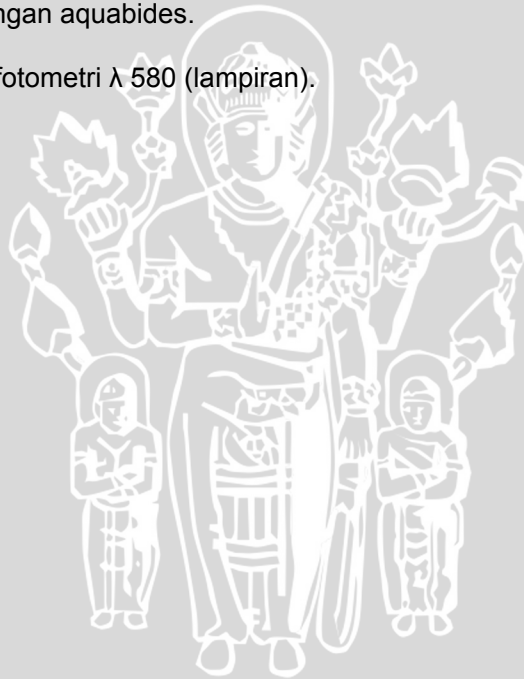 ngan aquabides.
fotometri λ 580 (lampiran).